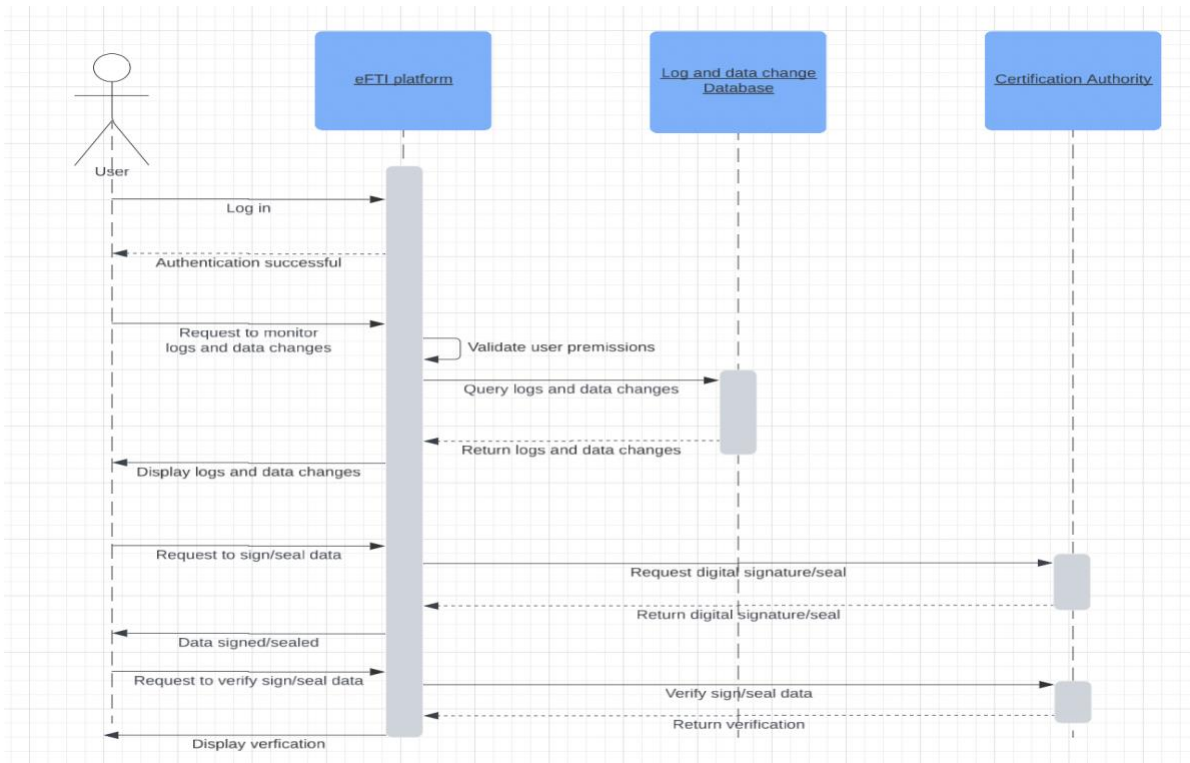 eFTI platform
Log and data change
Database
Certification Authority
User
Log in
Authentication successful
Request to monitor
logs and data changes
Validate user premissions
Query logs and data changes
Return logs and data changes
Display logs and data changes
Request to sign/seal data
Request digital signature/seal
Return digital signature/seal
Data signed/sealed
Request to verify sign/seal data
Verify sign/seal data
Return verification
Display verfication